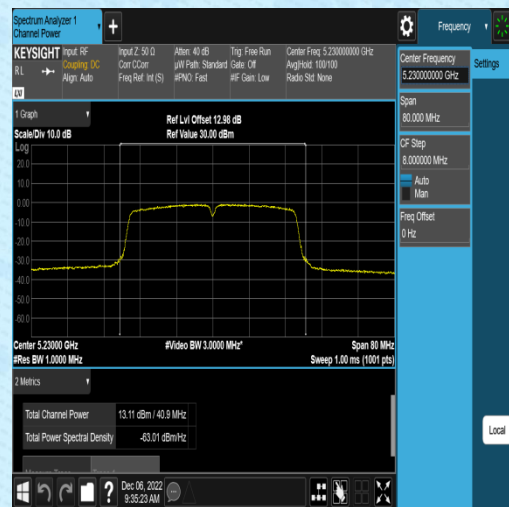 Spectrum Analyzer 1
Channel Power
+
Frequency
KEYSIGHT
Input: RF
Coupling: DC
Align: Auto
Input Z: 50 Ω
Corr CCorr
Freq Ref: Int (S)
Atten: 40 dB
µW Path: Standard
#PNO: Fast
Trig: Free Run
Gate: Off
#IF Gain: Low
Center Freq: 5.230000000 GHz
Avg|Hold: 100/100
Radio Std: None
R L
LXI
Center Frequency
5.230000000 GHz
Settings
Span
80.000 MHz
CF Step
8.000000 MHz
Auto
Man
Freq Offset
0 Hz
1 Graph
Scale/Div 10.0 dB
Ref Lvl Offset 12.98 dB
Ref Value 30.00 dBm
Log
20.0
10.0
0.00
-10.0
-20.0
-30.0
-40.0
-50.0
-60.0
Center 5.23000 GHz
#Res BW 1.0000 MHz
#Video BW 3.0000 MHz*
Span 80 MHz
Sweep 1.00 ms (1001 pts)
2 Metrics
Total Channel Power
13.11 dBm / 40.9 MHz
Total Power Spectral Density
-63.01 dBm/Hz
Local
?
Dec 06, 2022
9:35:23 AM